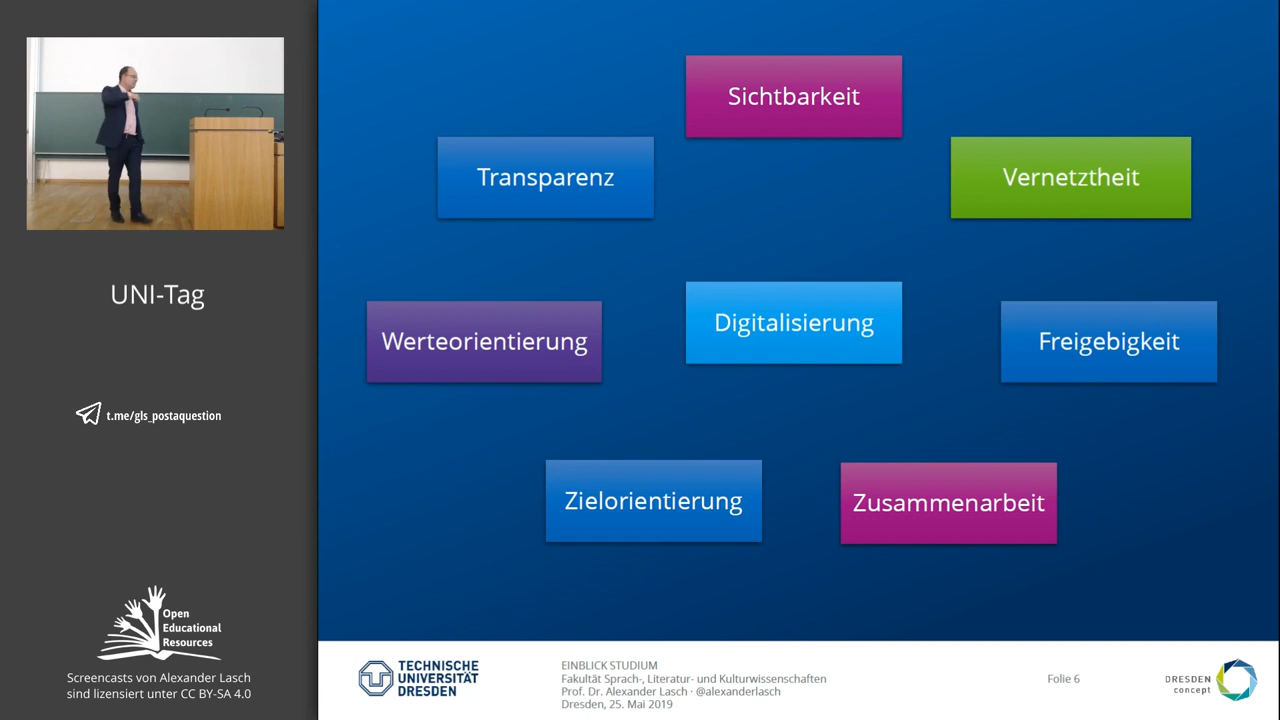 UNI-Tag
t.me/gls_postaquestion
Open
Educational
Resources
Screencasts von Alexander Lasch
sind lizensiert unter CC BY-SA 4.0
Sichtbarkeit
Transparenz
Vernetztheit
Werteorientierung
Digitalisierung
Freigebigkeit
Zielorientierung
Zusammenarbeit
TECHNISCHE
UNIVERSITÄT
DRESDEN
EINBLICK STUDIUM
Fakultät Sprach-, Literatur- und Kulturwissenschaften
Prof. Dr. Alexander Lasch · @alexanderlasch
Dresden, 25. Mai 2019
Folie 6
DRESDEN
concept